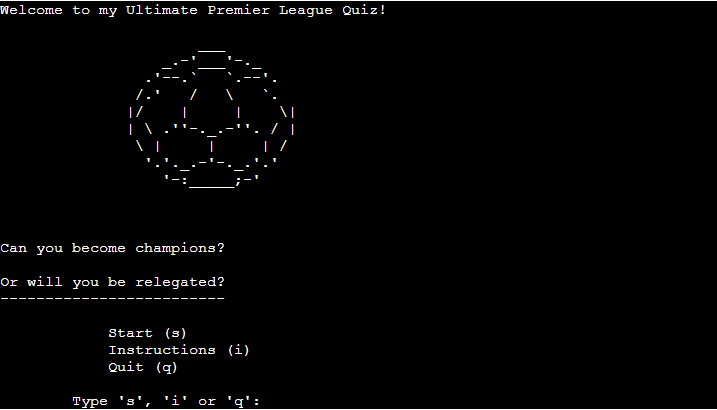 Welcome to my Ultimate Premier League Quiz!
Can you become champions?
Or will you be relegated?
-------------------------
Start (s)
Instructions (i)
Quit (q)
Type 's', 'i' or 'q':